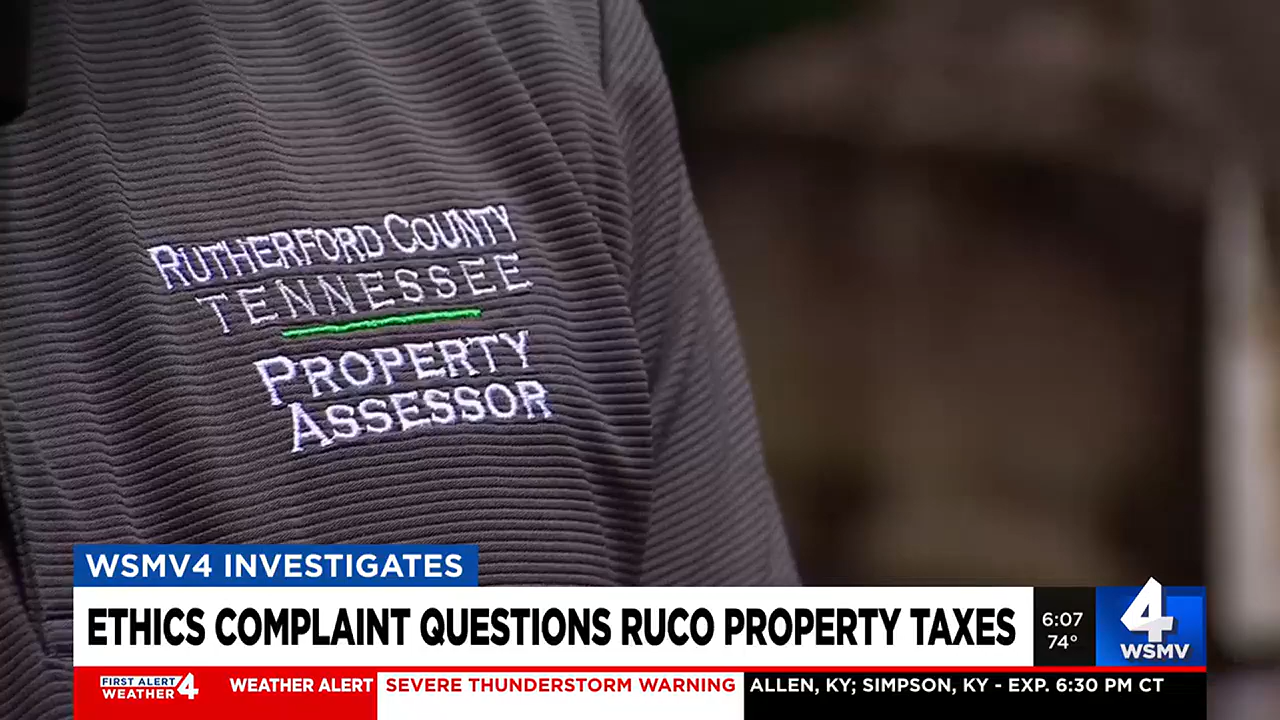 RUTHERFORD COUNTY
TENNESSEE
PROPERTY
ASSESSOR
WSMV4 INVESTIGATES
ETHICS COMPLAINT QUESTIONS RUCO PROPERTY TAXES
6:07
74°
4
WSMV
FIRST ALERT
WEATHER 4
WEATHER ALERT
SEVERE THUNDERSTORM WARNING
ALLEN, KY; SIMPSON, KY - EXP. 6:30 PM CT